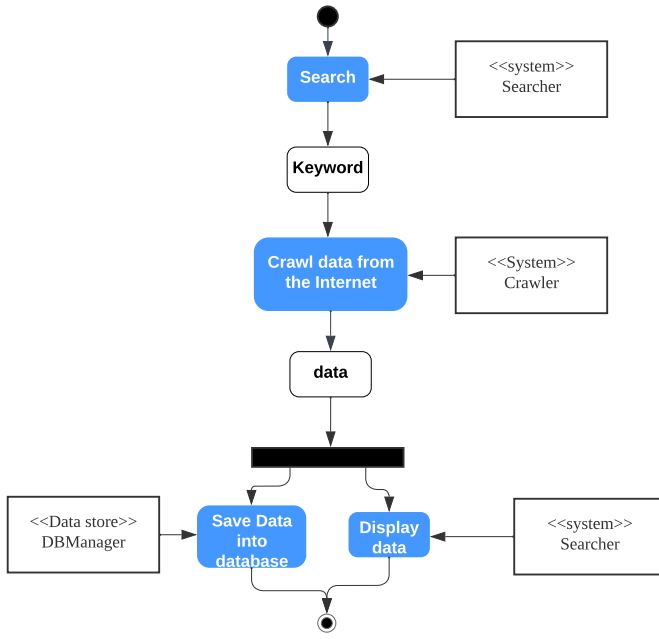 Search
<<system>>
Searcher
Keyword
Crawl data from
the Internet
<<System>>
Crawler
data
<<Data store>>
DBManager
Save Data
into
database
Display
data
<<system>>
Searcher